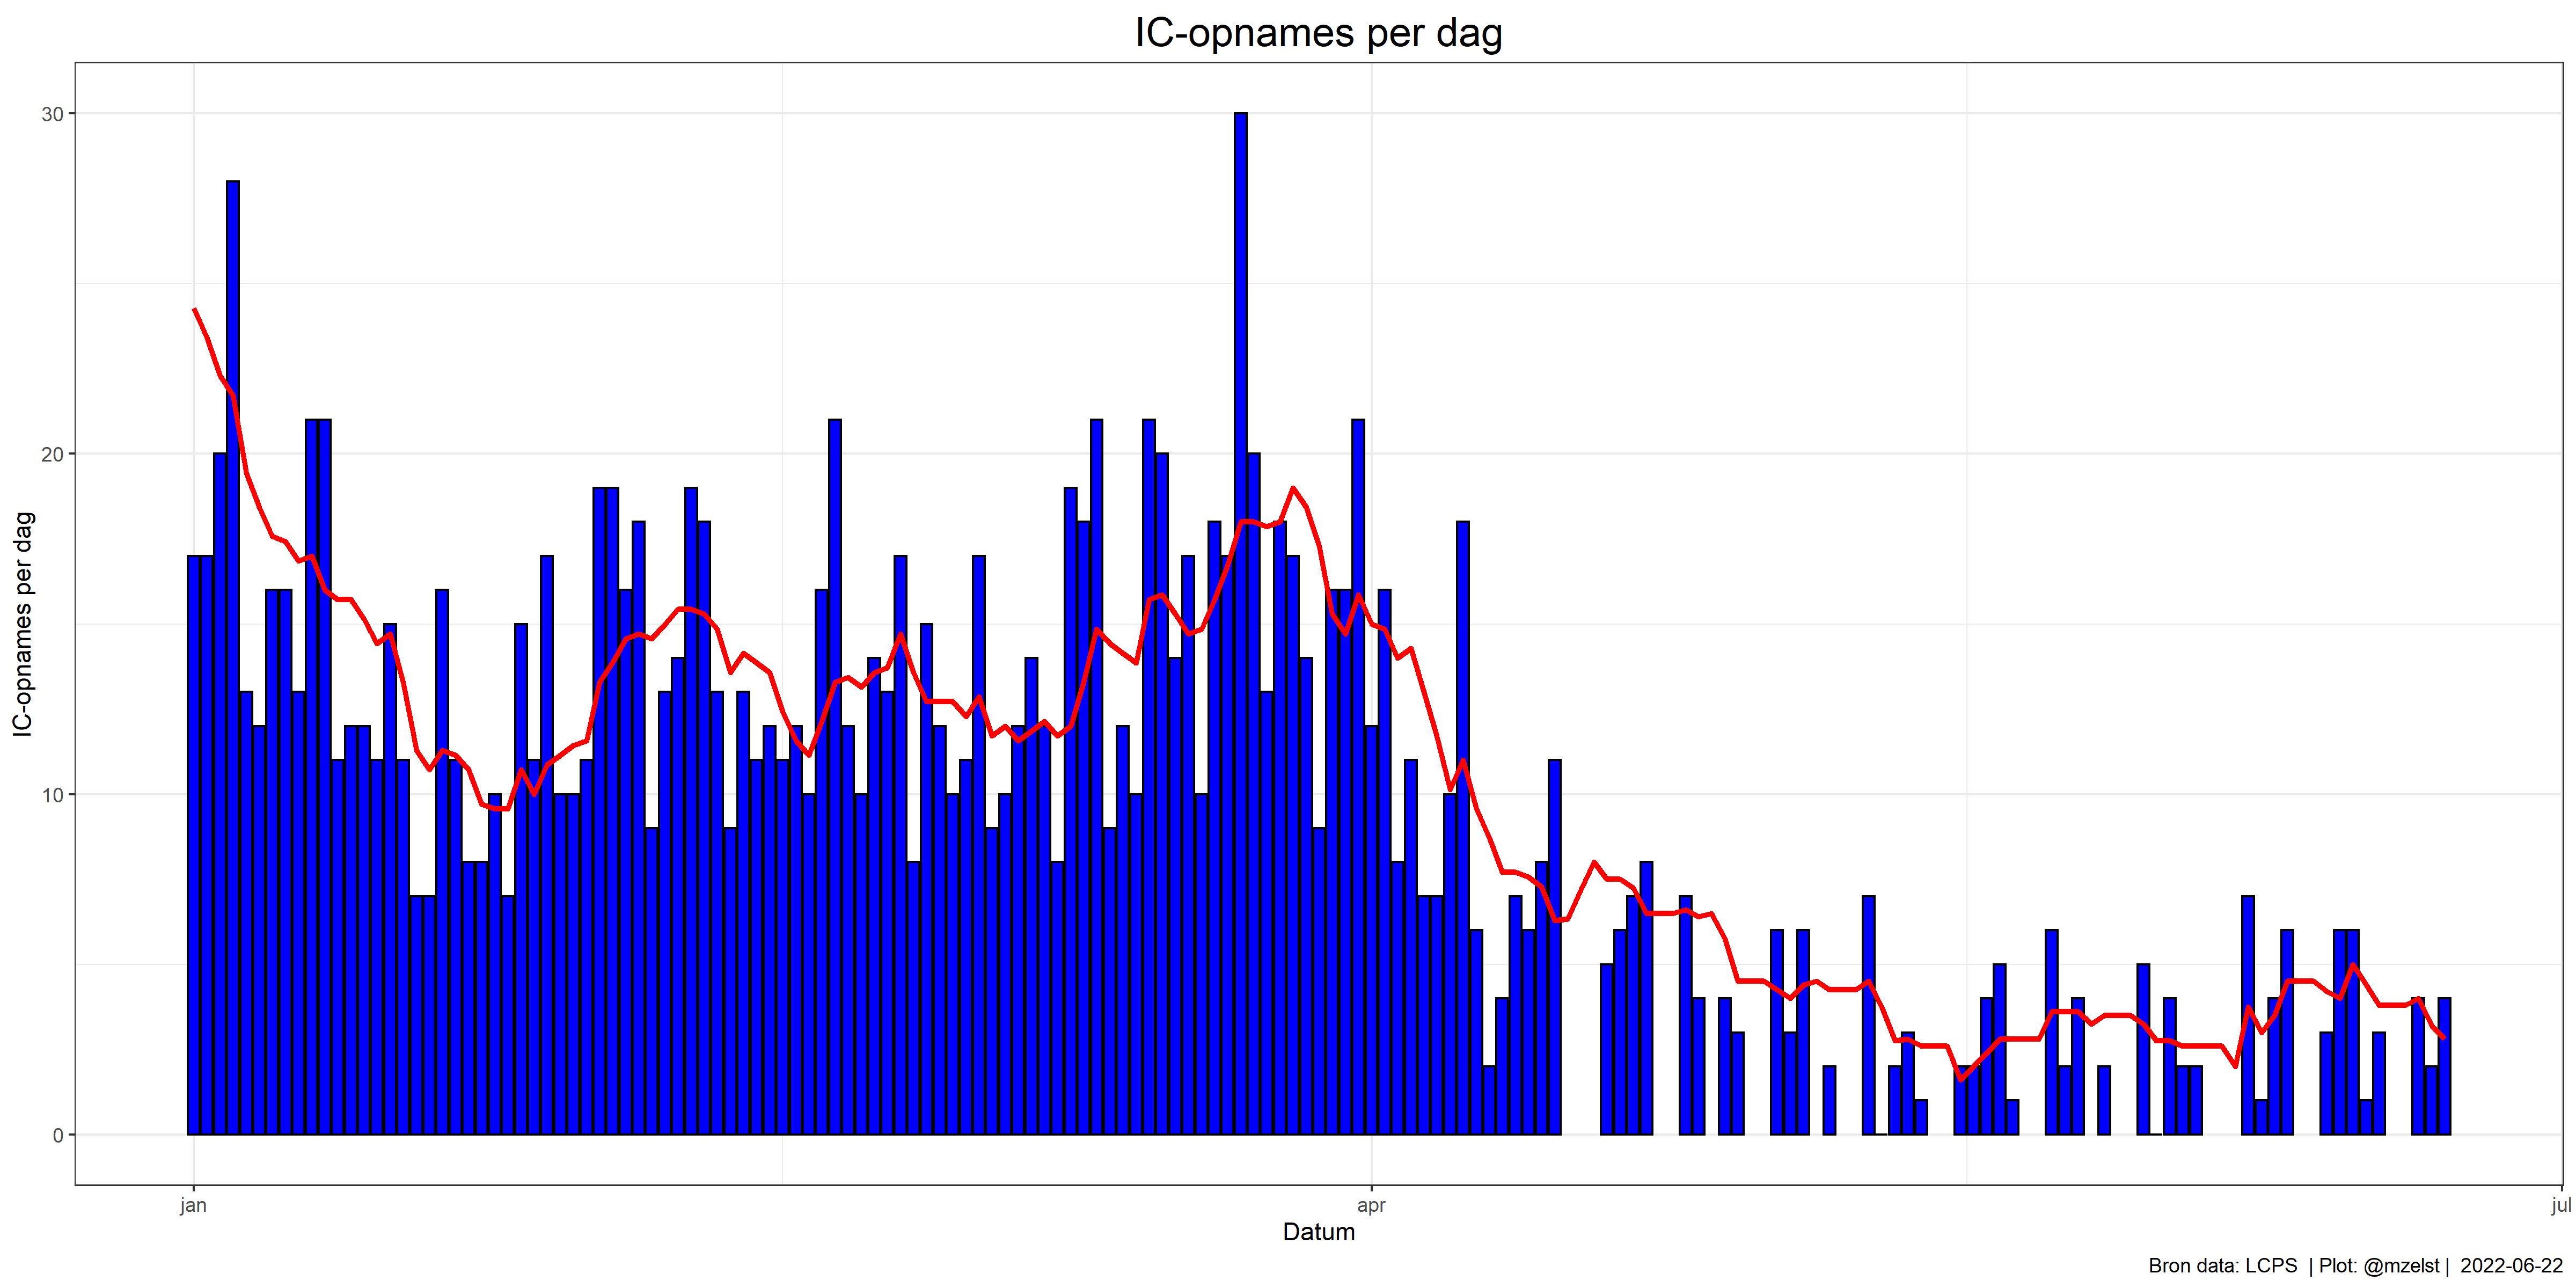 IC-opnames per dag
IC-opnames per dag
30
20
10
0
jan
apr
jul
Datum
Bron data: LCPS | Plot: @mzelst | 2022-06-22